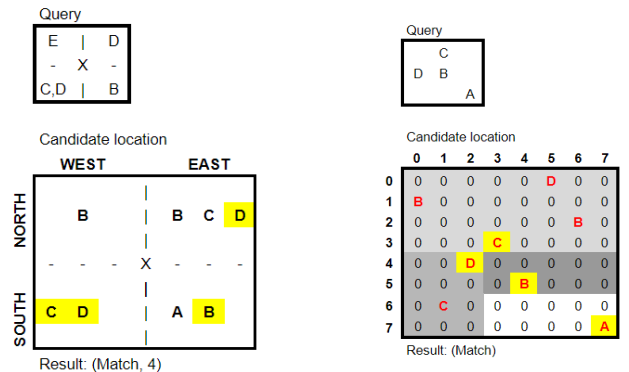 Query
E | D
- X -
C,D | B
Candidate location
WEST EAST
NORTH
B B C D
- - - X - - -
SOUTH
C D A B
Result: (Match, 4)
Query
C
D B
A
Candidate location
0 1 2 3 4 5 6 7
0 0 0 0 0 0 D 0 0
1 B 0 0 0 0 0 0 0
2 0 0 0 0 0 0 B 0
3 0 0 0 C 0 0 0 0
4 0 0 D 0 0 0 0 0
5 0 0 0 0 B 0 0 0
6 0 C 0 0 0 0 0 0
7 0 0 0 0 0 0 0 A
Result: (Match)